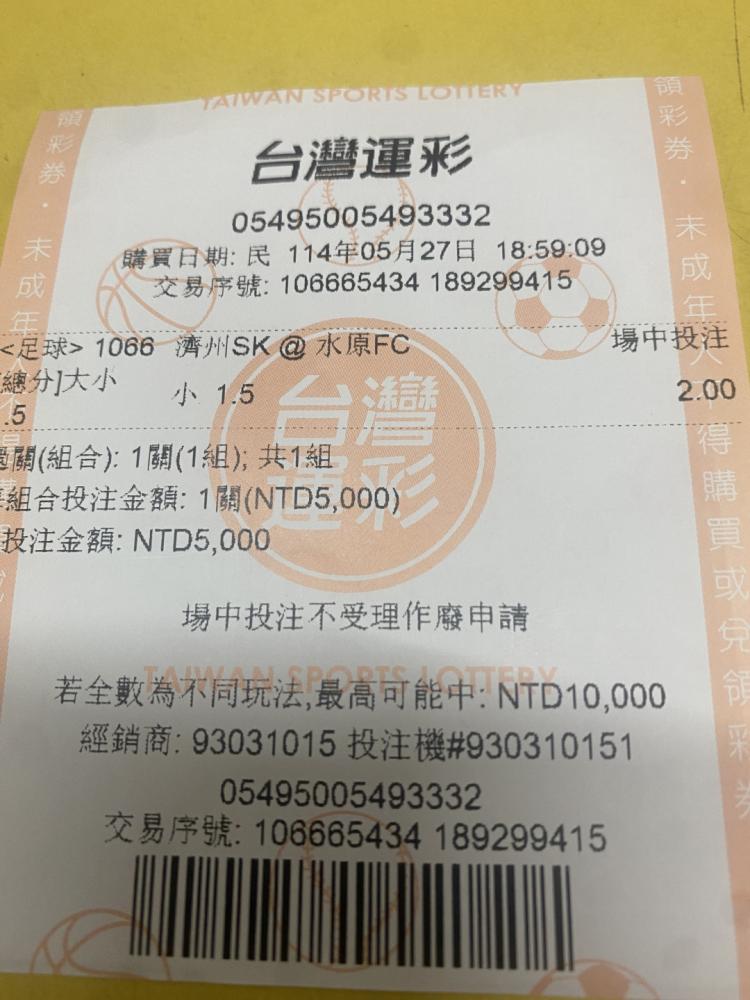 TAIWAN SPORTS LOTTERY
台灣運彩
05495005493332
購買日期: 民 114年05月27日 18:59:09
交易序號: 106665434 189299415
<足球> 1066 濟州SK @ 水原FC 場中投注
總分]大小 小 1.5 2.00
.5
關(組合): 1關(1組); 共1組
組合投注金額: 1關(NTD5,000)
投注金額: NTD5,000
台灣運彩
場中投注不受理作廢申請
TAIWAN SPORTS LOTTERY
若全數為不同玩法,最高可能中: NTD10,000
經銷商: 93031015 投注機#930310151
05495005493332
交易序號: 106665434 189299415
領彩券・未成年
領彩券・未成年人不得購買或兌領彩券